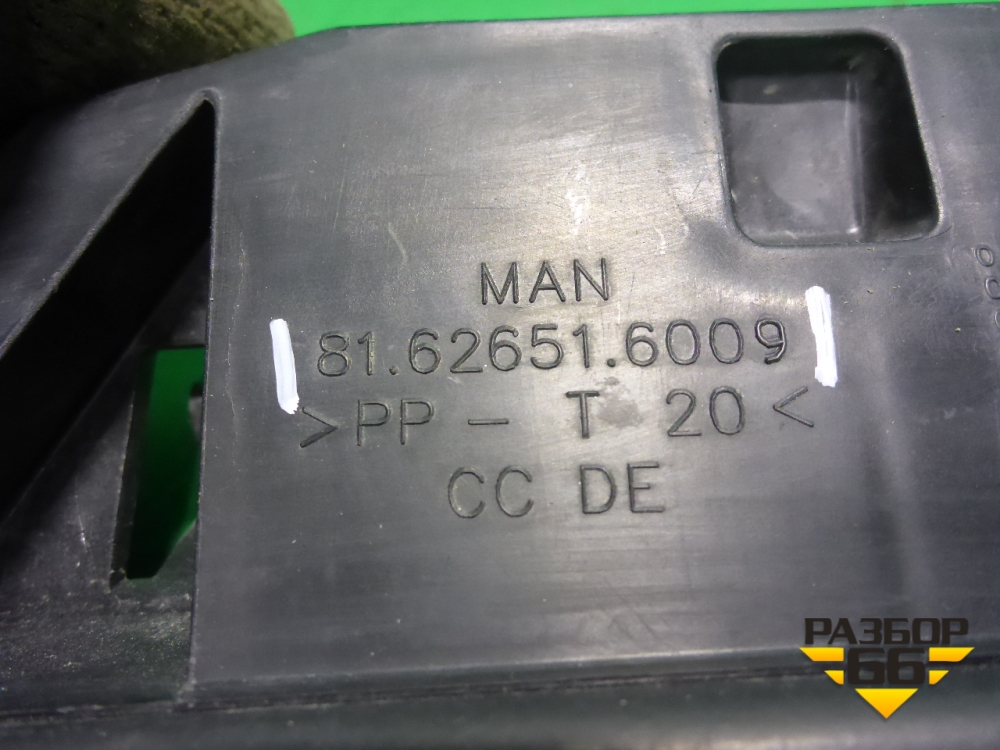 MAN
81.62651.6009
>PP - T 20<
CC DE
РАЗБОР
66